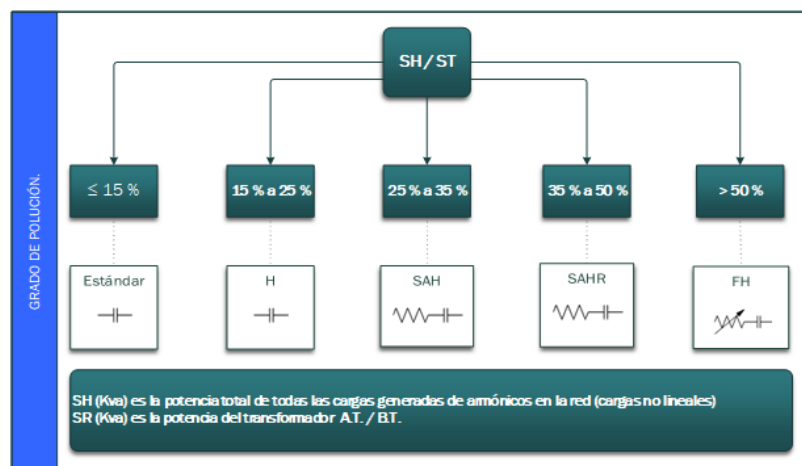 GRADO DE POLUCIÓN.
SH / ST
≤ 15 %
15 % a 25 %
25 % a 35 %
35 % a 50 %
> 50 %
Estándar
H
SAH
SAHR
FH
SH (Kva) es la potencia total de todas las cargas generadas de armónicos en la red (cargas no lineales)
SR (Kva) es la potencia del transformador A.T. / B.T.